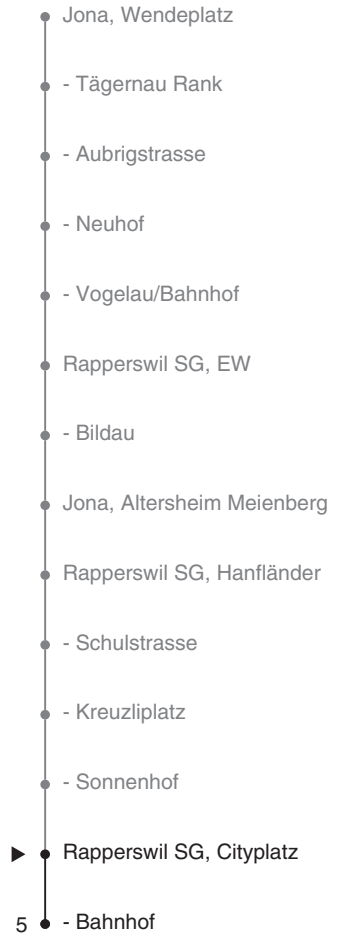 Jona, Wendeplatz
- Tägernau Rank
- Aubrigstrasse
- Neuhof
- Vogelau/Bahnhof
Rapperswil SG, EW
- Bildau
Jona, Altersheim Meienberg
Rapperswil SG, Hanfländer
- Schulstrasse
- Kreuzliplatz
- Sonnenhof
Rapperswil SG, Cityplatz
5 - Bahnhof